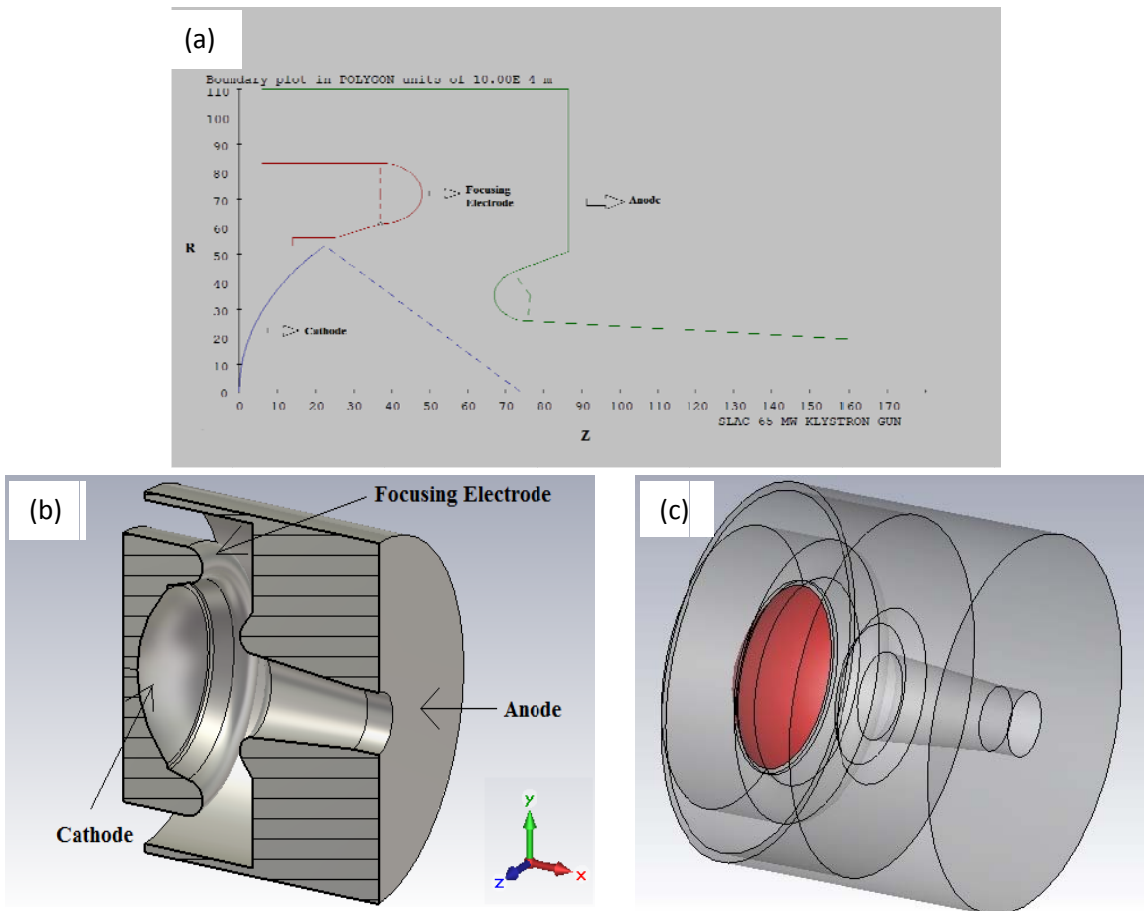 (a)
Boundary plot in POLYGON units of 10.00E 4 m
110
100
90
80
70
60
50
40
30
20
10
0
R
Focusing
Electrode
Anode
Cathode
0 10 20 30 40 50 60 70 80 90 100 110 120 130 140 150 160 170
SLAC 65 MW KLYSTRON GUN
Z
(b)
Focusing Electrode
Anode
Cathode
y
z
x
(c)